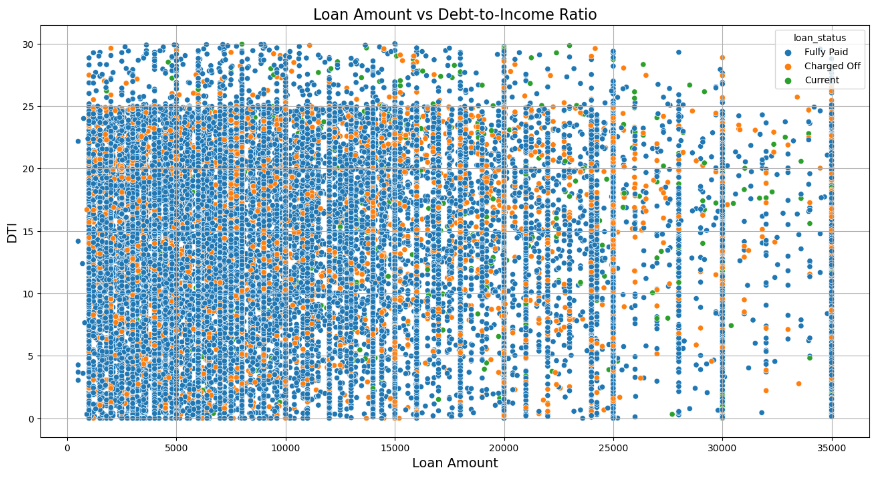 Loan Amount vs Debt-to-Income Ratio
loan_status
Fully Paid
Charged Off
Current
30
25
20
15
10
5
0
DTI
0 5000 10000 15000 20000 25000 30000 35000
Loan Amount